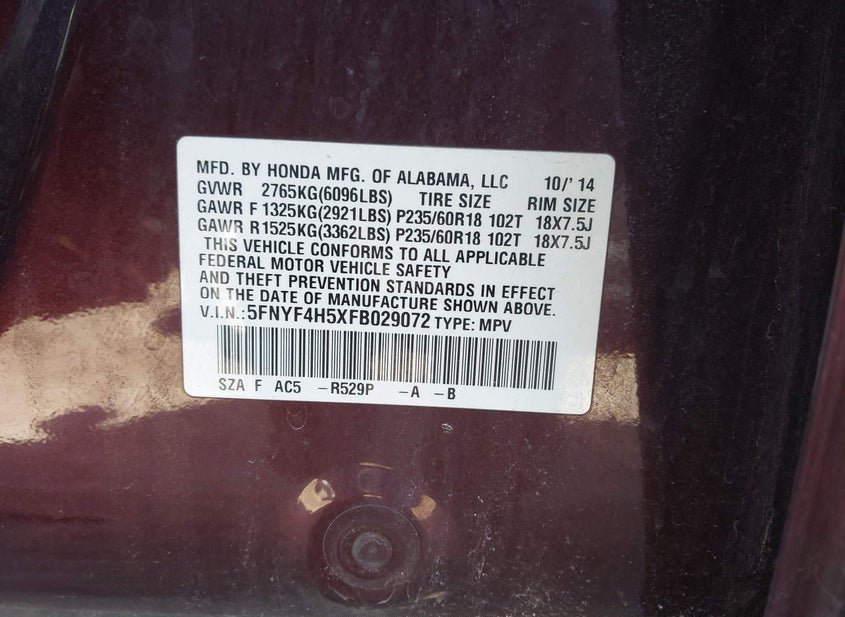 MFD. BY HONDA MFG. OF ALABAMA, LLC 10/'14
GVWR 2765KG(6096LBS) TIRE SIZE RIM SIZE
GAWR F 1325KG(2921LBS) P235/60R18 102T 18X7.5J
GAWR R 1525KG(3362LBS) P235/60R18 102T 18X7.5J
THIS VEHICLE CONFORMS TO ALL APPLICABLE
FEDERAL MOTOR VEHICLE SAFETY
AND THEFT PREVENTION STANDARDS IN EFFECT
ON THE DATE OF MANUFACTURE SHOWN ABOVE.
V.I.N.:5FNYF4H5XFB029072 TYPE: MPV
SZA F AC5 -R529P -A -B